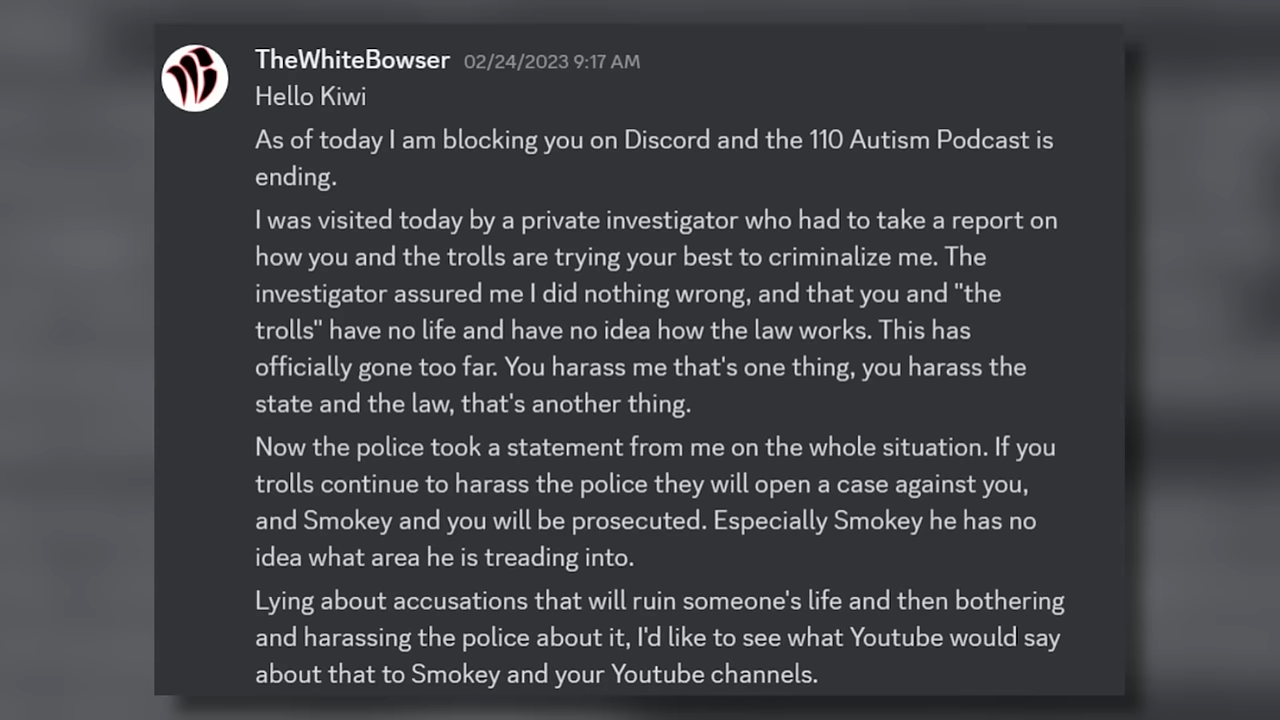 TheWhiteBowser 02/24/2023 9:17 AM
Hello Kiwi
As of today I am blocking you on Discord and the 110 Autism Podcast is
ending.
I was visited today by a private investigator who had to take a report on
how you and the trolls are trying your best to criminalize me. The
investigator assured me I did nothing wrong, and that you and "the
trolls" have no life and have no idea how the law works. This has
officially gone too far. You harass me that's one thing, you harass the
state and the law, that's another thing.
Now the police took a statement from me on the whole situation. If you
trolls continue to harass the police they will open a case against you,
and Smokey and you will be prosecuted. Especially Smokey he has no
idea what area he is treading into.
Lying about accusations that will ruin someone's life and then bothering
and harassing the police about it, I'd like to see what Youtube would say
about that to Smokey and your Youtube channels.